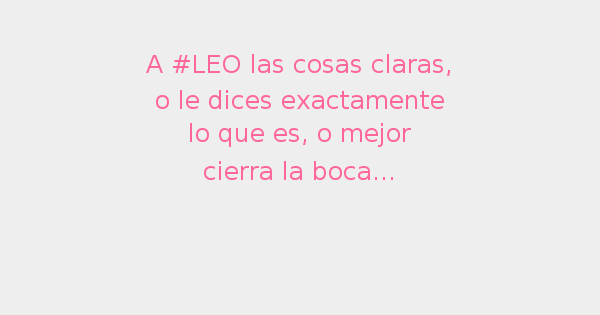 A #LEO las cosas claras,
o le dices exactamente
lo que es, o mejor
cierra la boca...